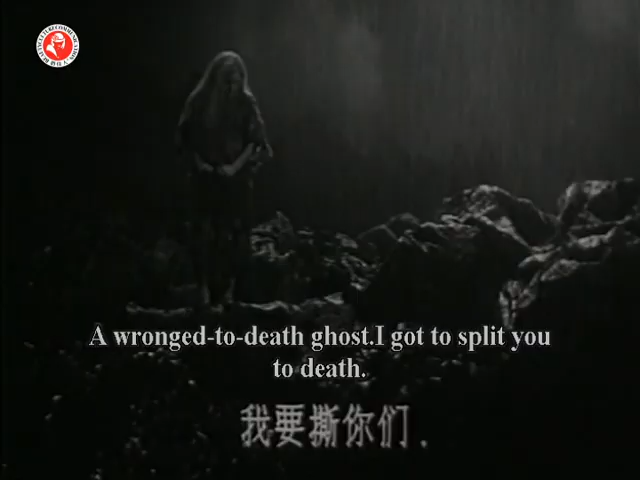 A wronged-to-death ghost.I got to split you
to death.
我要撕你们.